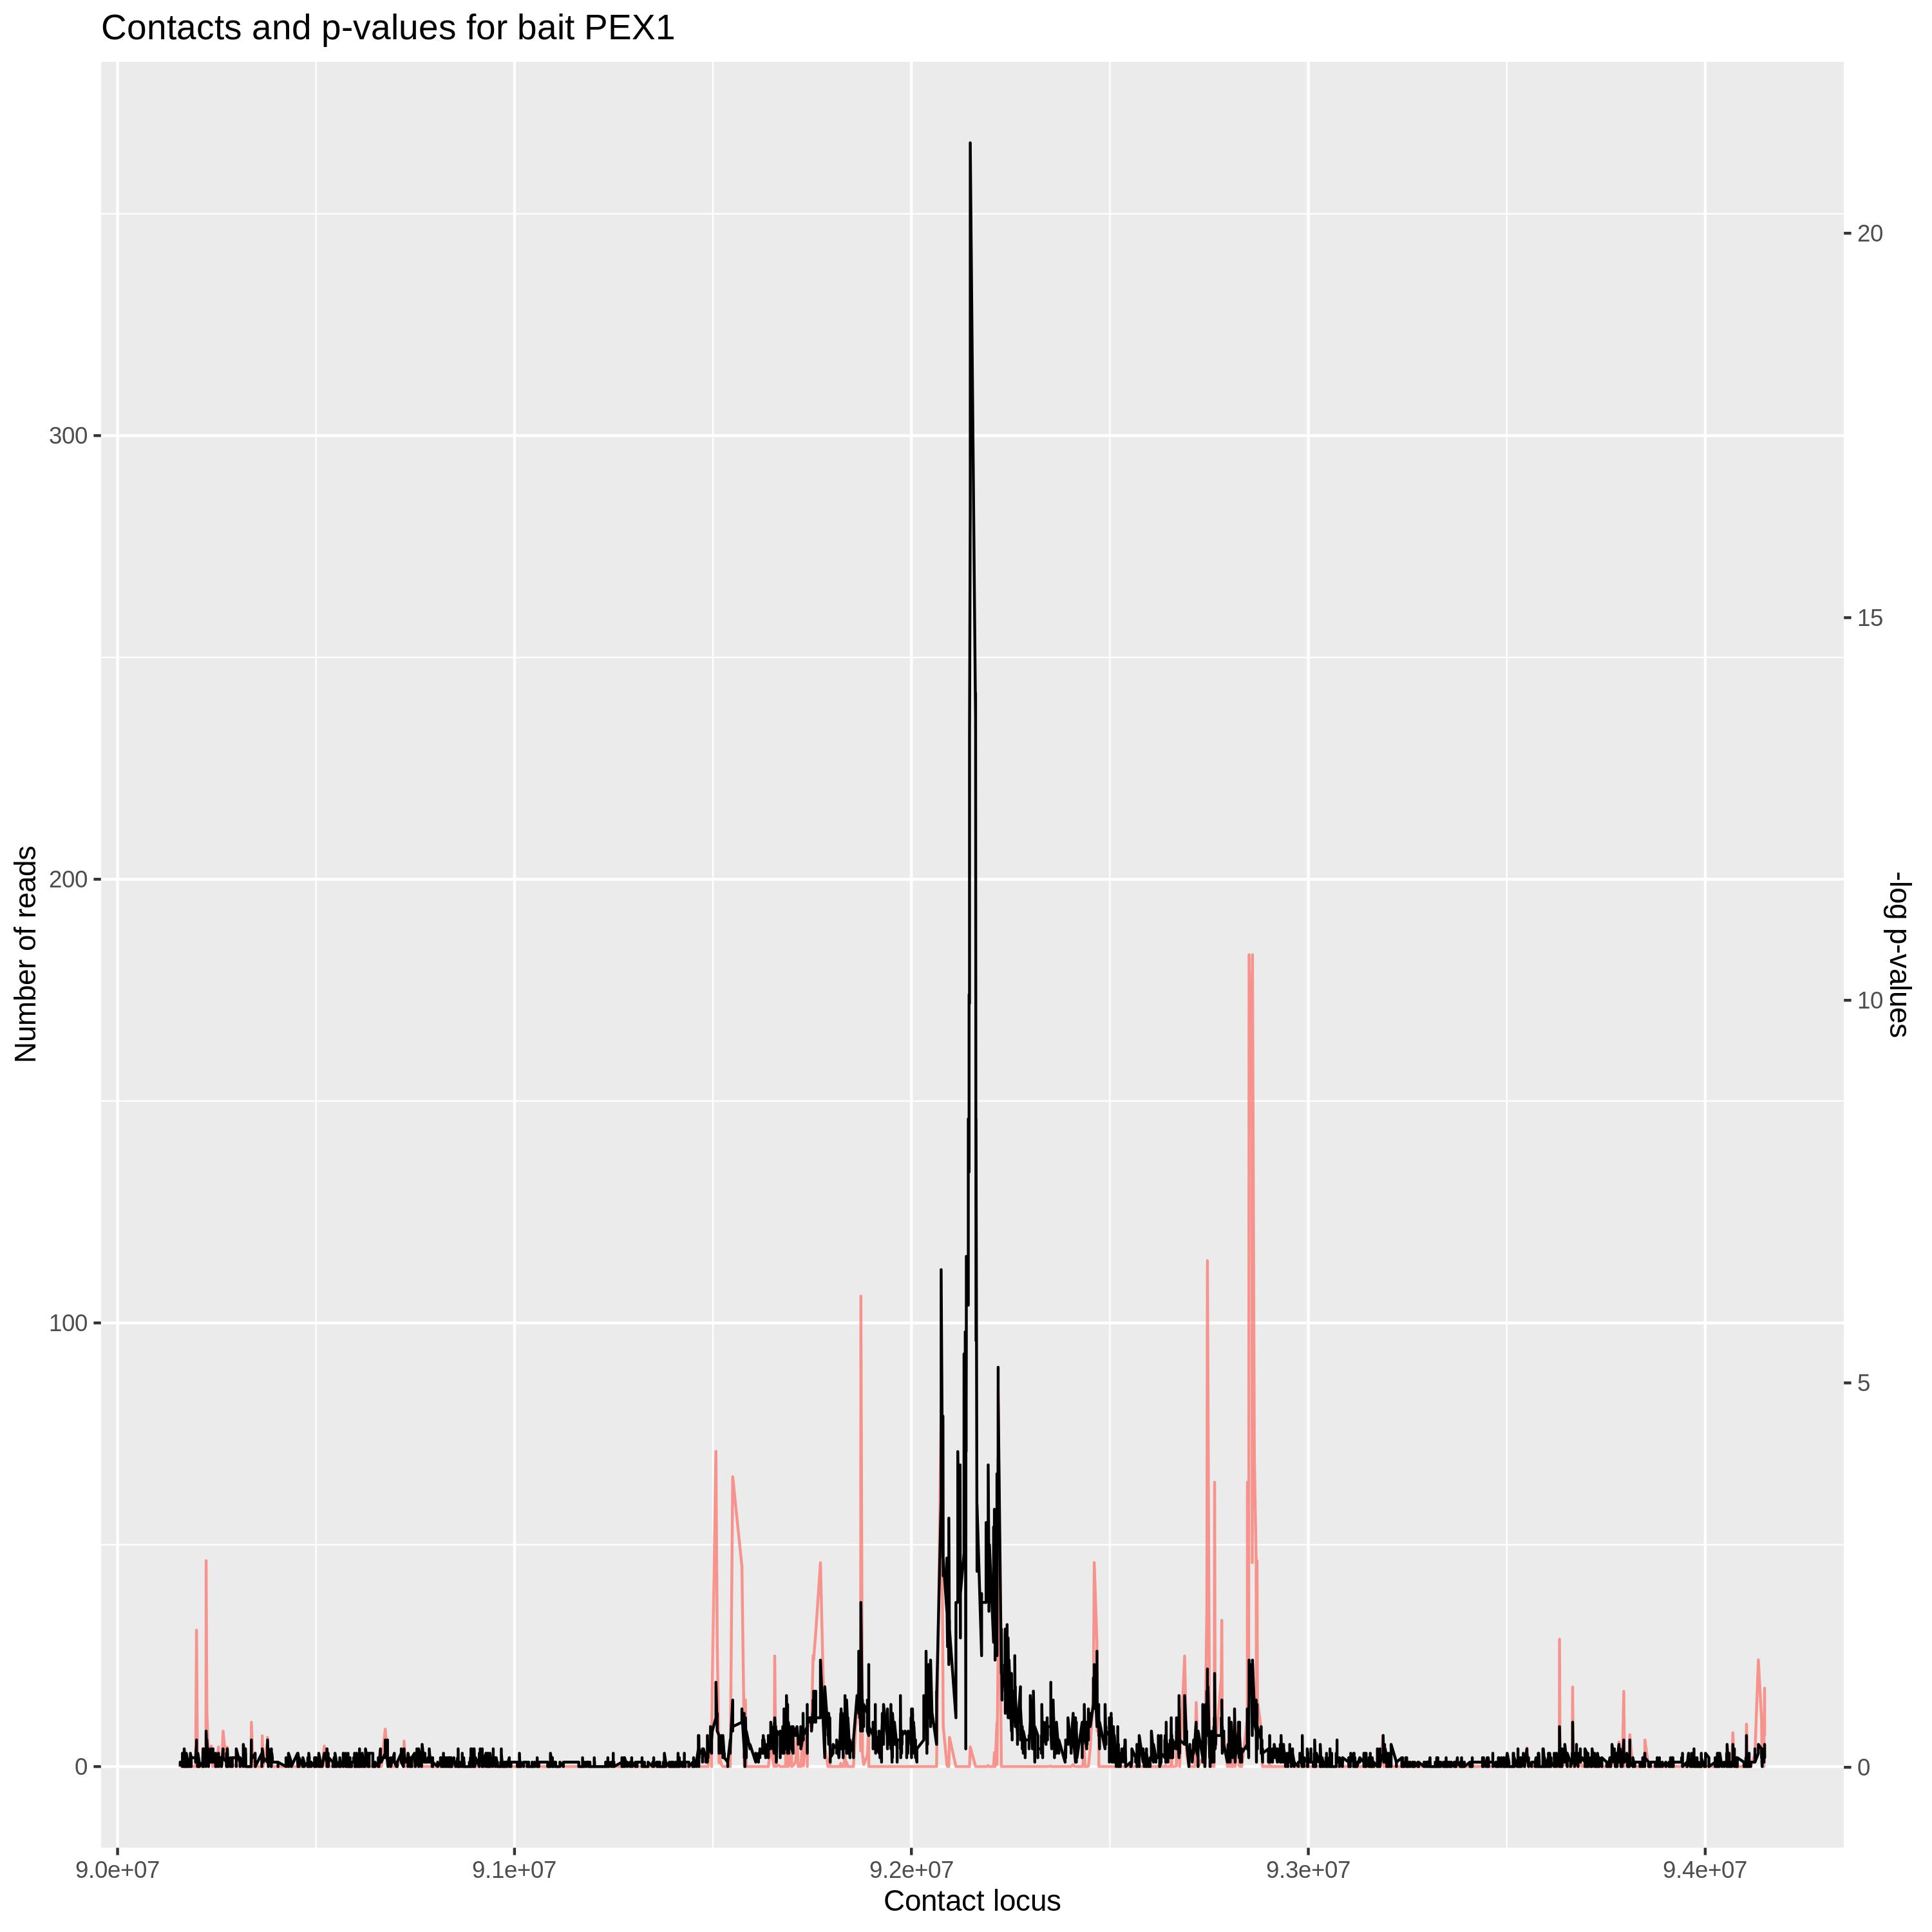 Contacts and p-values for bait PEX1
Number of reads
300
200
100
0
20
15
10
5
0
-log p-values
9.0e+07
9.1e+07
9.2e+07
9.3e+07
9.4e+07
Contact locus